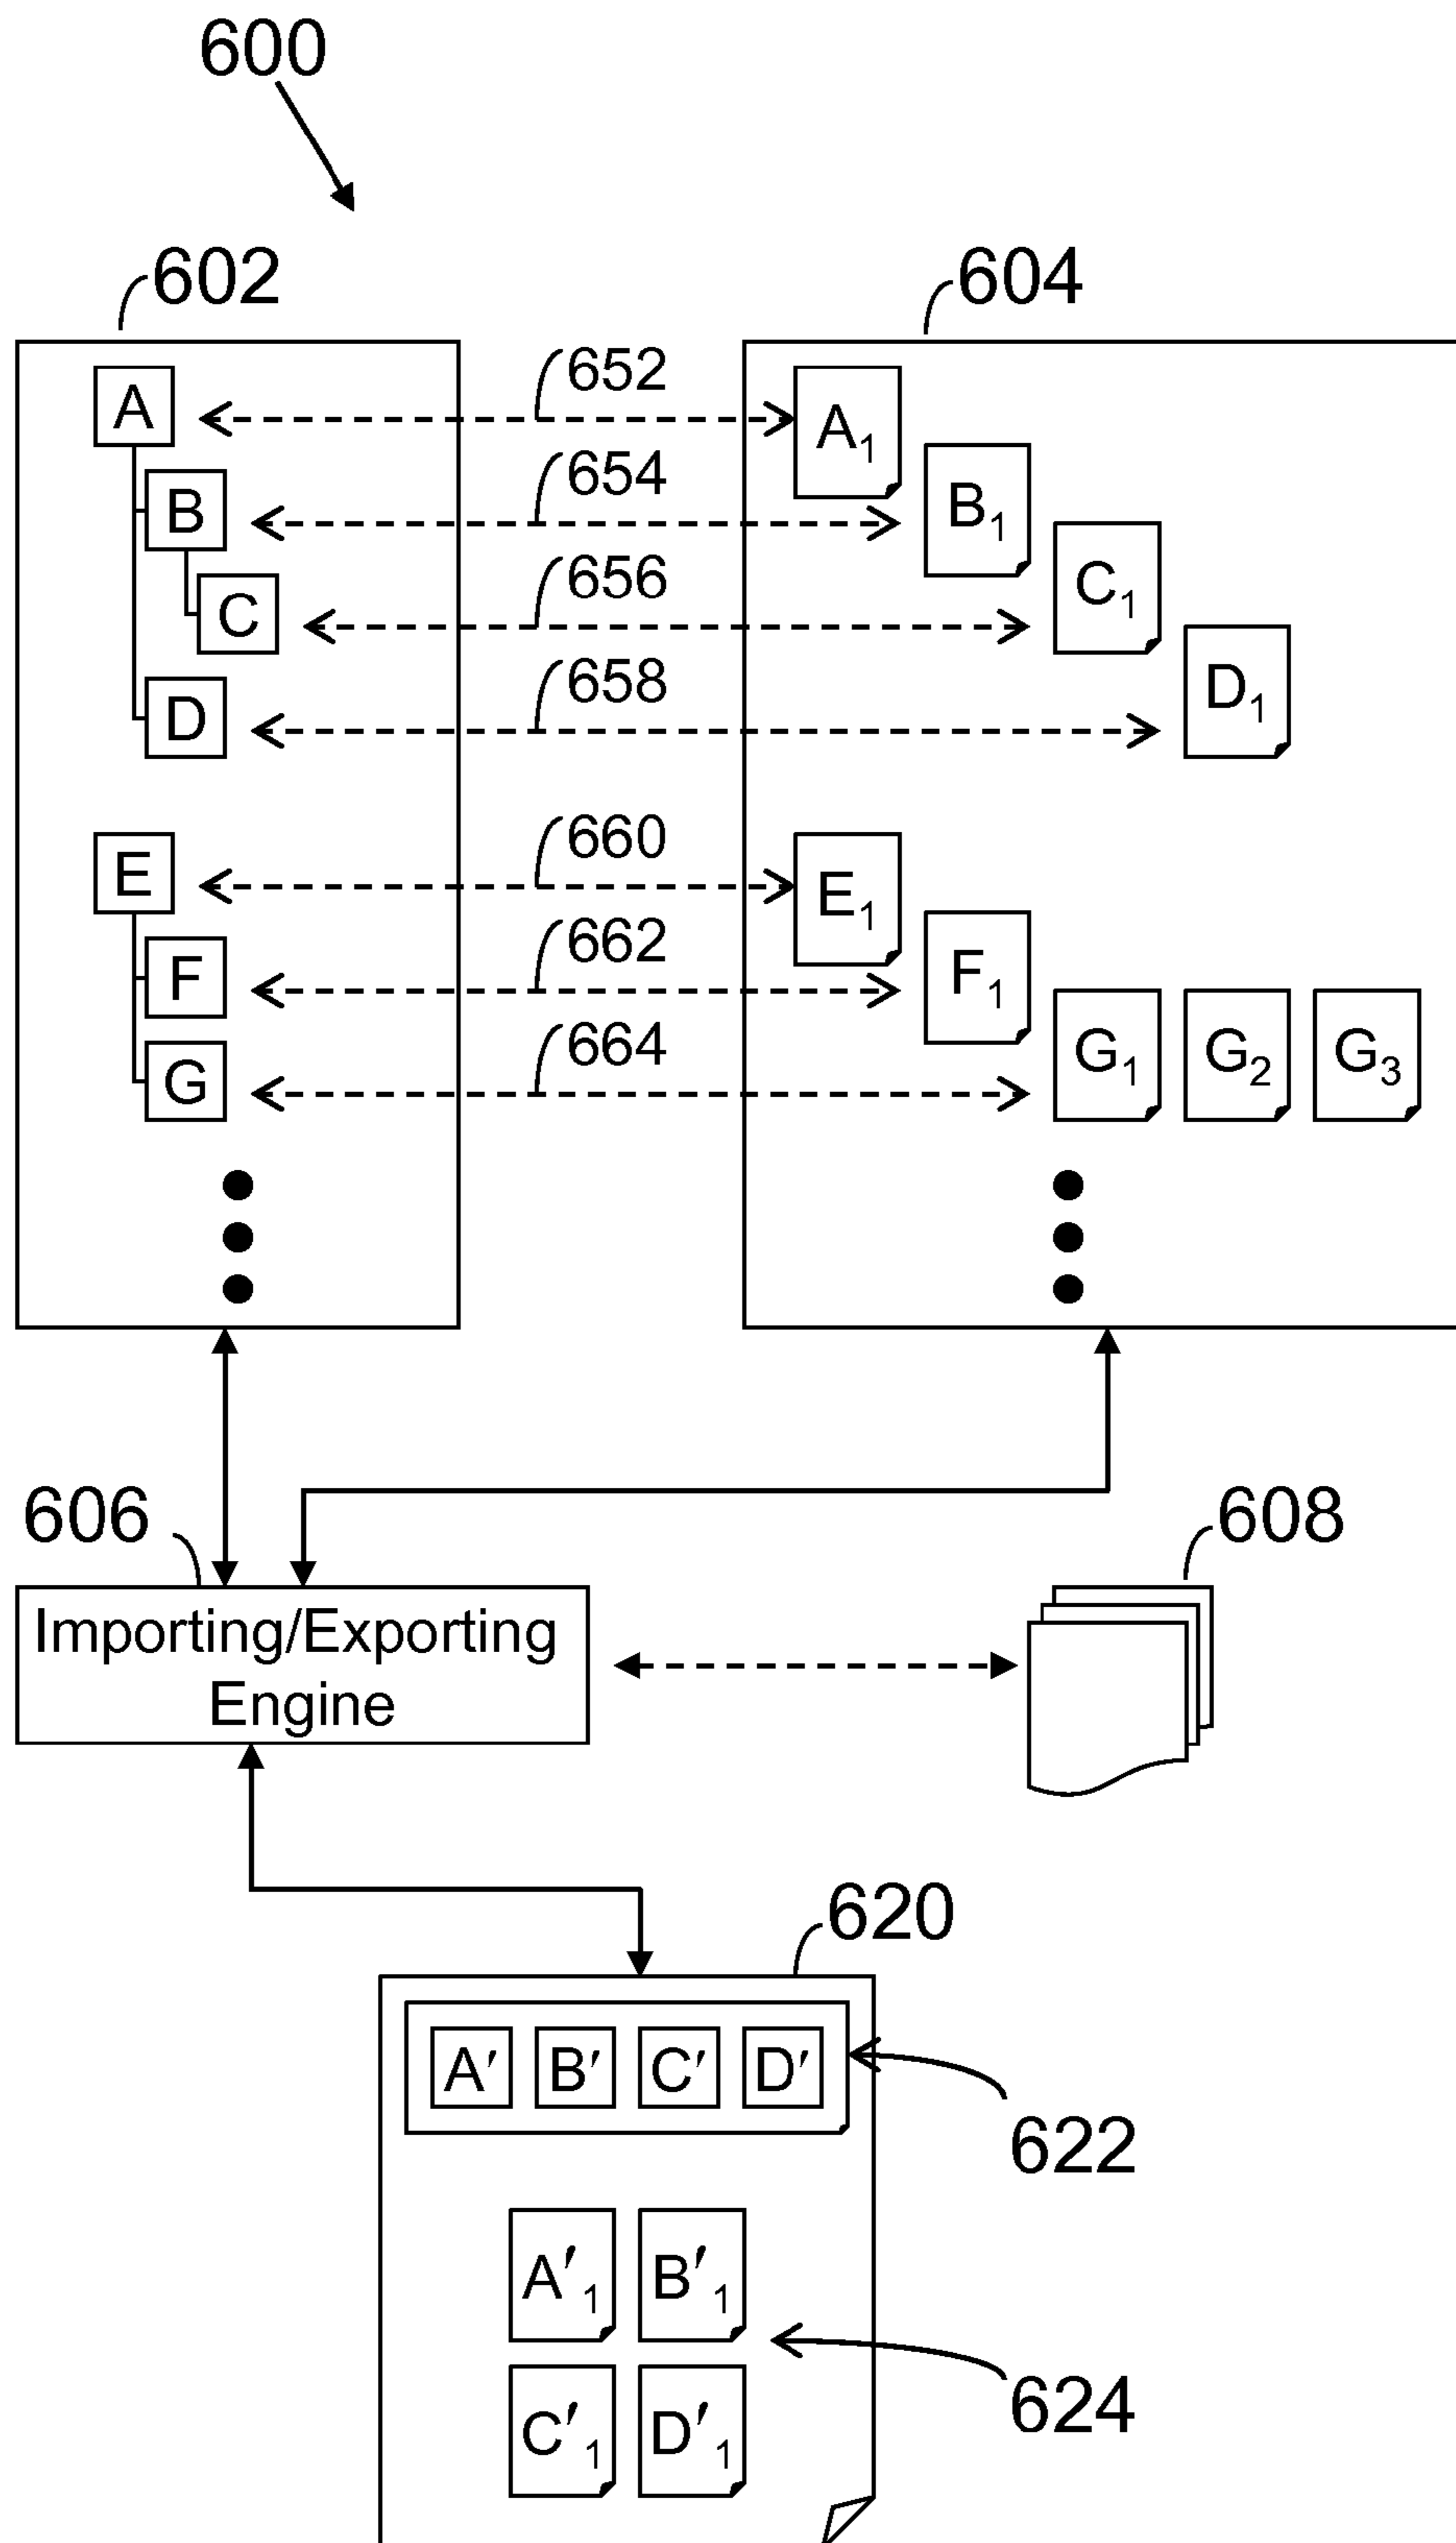 600
602
604
A
652
A₁
B
654
B₁
C
656
C₁
D
658
D₁
E
660
E₁
F
662
F₁
G
664
G₁ G₂ G₃
606
608
Importing/Exporting
Engine
620
A′ B′ C′ D′
622
A′₁ B′₁
C′₁ D′₁
624